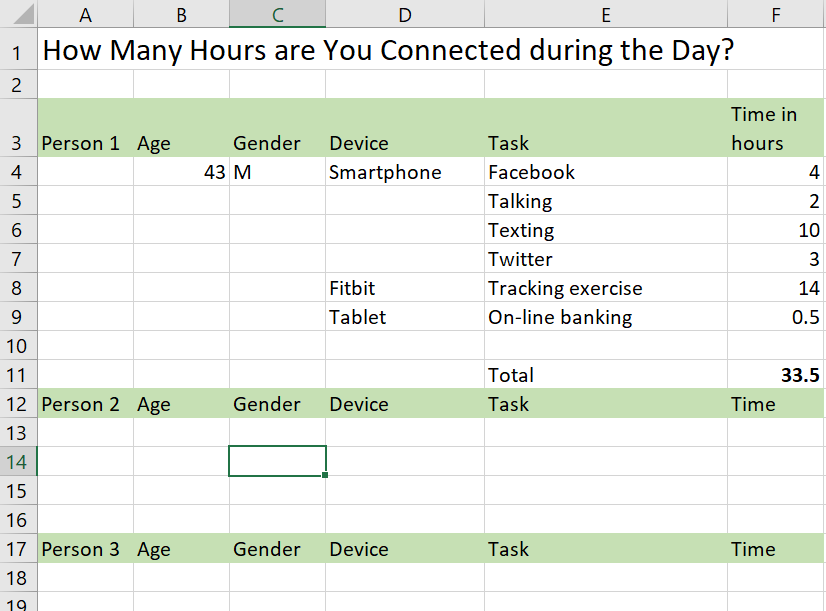 A B C D E F
1 How Many Hours are You Connected during the Day?
2
3 Person 1 Age Gender Device Task Time in hours
4 43 M Smartphone Facebook 4
5 Talking 2
6 Texting 10
7 Twitter 3
8 Fitbit Tracking exercise 14
9 Tablet On-line banking 0.5
10
11 Total 33.5
12 Person 2 Age Gender Device Task Time
13
14
15
16
17 Person 3 Age Gender Device Task Time
18
19